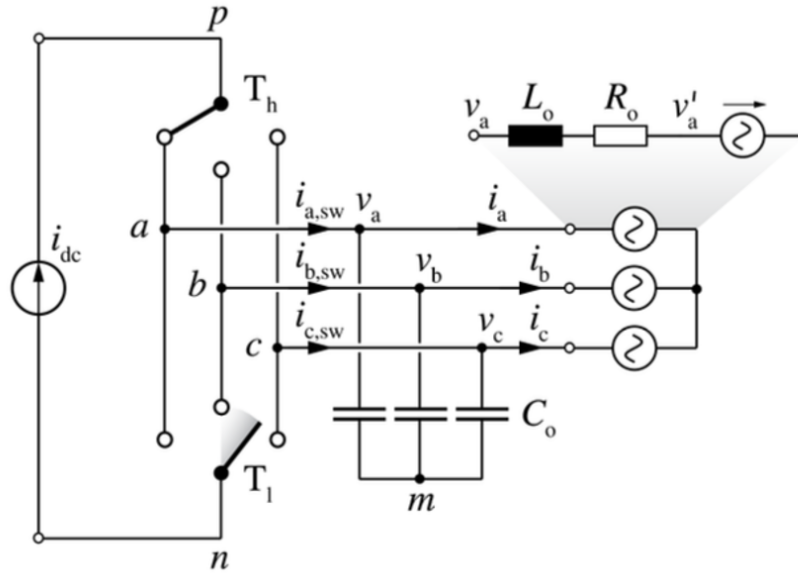 p
T_h
v_a L_o R_o v_a'
i_a,sw v_a i_a
a
i_dc
i_b,sw v_b i_b
b
i_c,sw v_c i_c
c
C_o
T_l
m
n